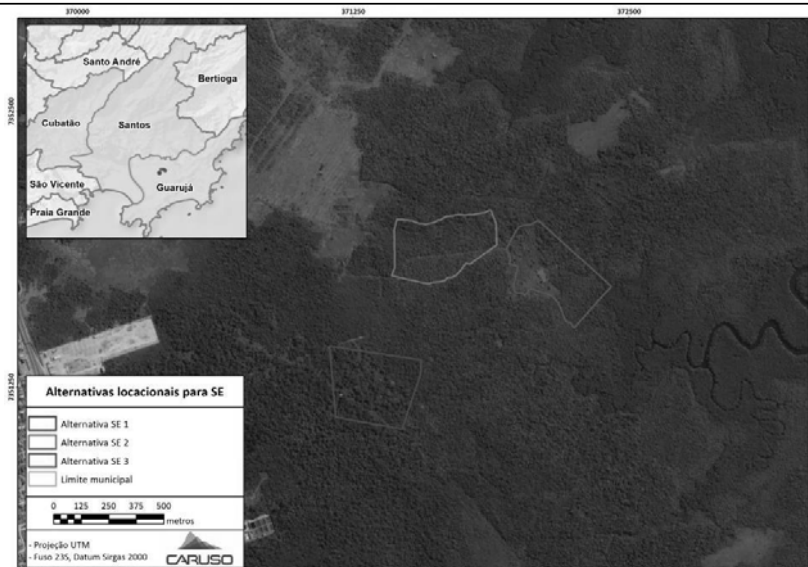 370000
371250
372500
7352500
7351250
Santo André
Bertioga
Cubatão
Santos
São Vicente
Guarujá
Praia Grande
Alternativas locacionais para SE
Alternativa SE 1
Alternativa SE 2
Alternativa SE 3
Limite municipal
0 125 250 375 500
metros
- Projeção UTM
- Fuso 23S, Datum Sirgas 2000
CARUSO